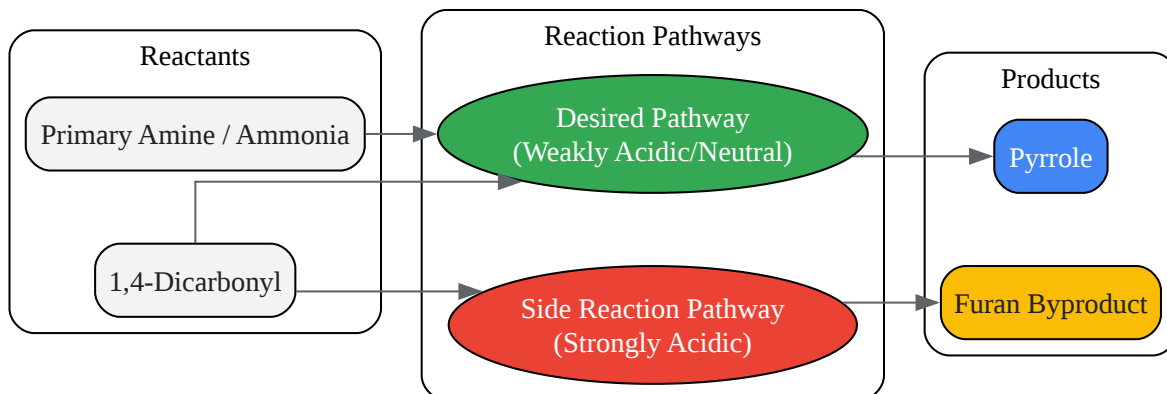 Reactants
Primary Amine / Ammonia
1,4-Dicarbonyl
Reaction Pathways
Desired Pathway
(Weakly Acidic/Neutral)
Side Reaction Pathway
(Strongly Acidic)
Products
Pyrrole
Furan Byproduct